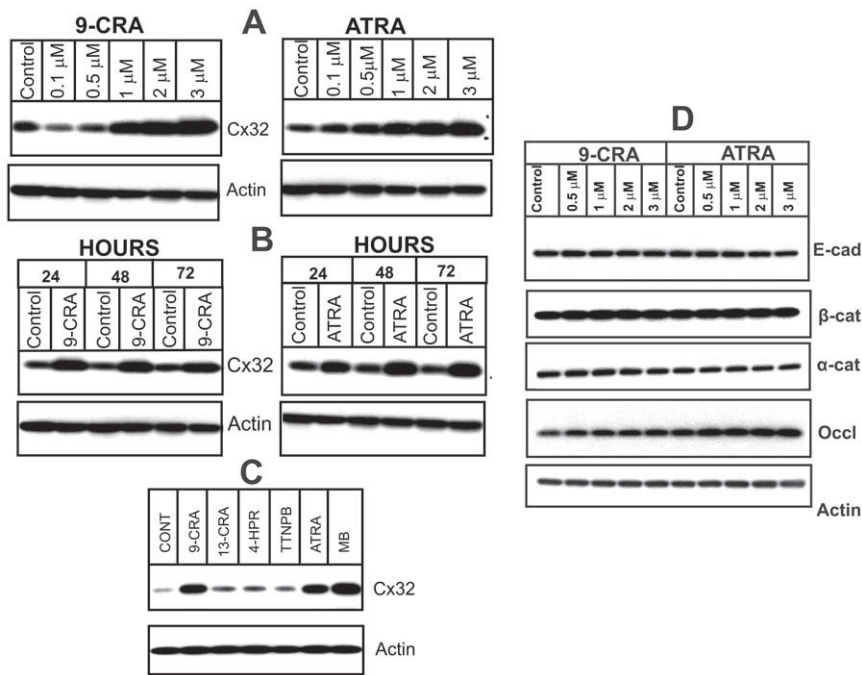 9-CRA
A
ATRA
Control
0.1 μM
0.5 μM
1 μM
2 μM
3 μM
Control
0.1 μM
0.5μM
1 μM
2 μM
3 μM
Cx32
Actin
HOURS
B
HOURS
24 48 72
24 48 72
Control
9-CRA
Control
9-CRA
Control
9-CRA
Control
ATRA
Control
ATRA
Control
ATRA
Cx32
Actin
C
CONT
9-CRA
13-CRA
4-HPR
TTNPB
ATRA
MB
Cx32
Actin
D
9-CRA ATRA
Control
0.5 μM
1 μM
2 μM
3 μM
Control
0.5 μM
1 μM
2 μM
3 μM
E-cad
β-cat
α-cat
Occl
Actin